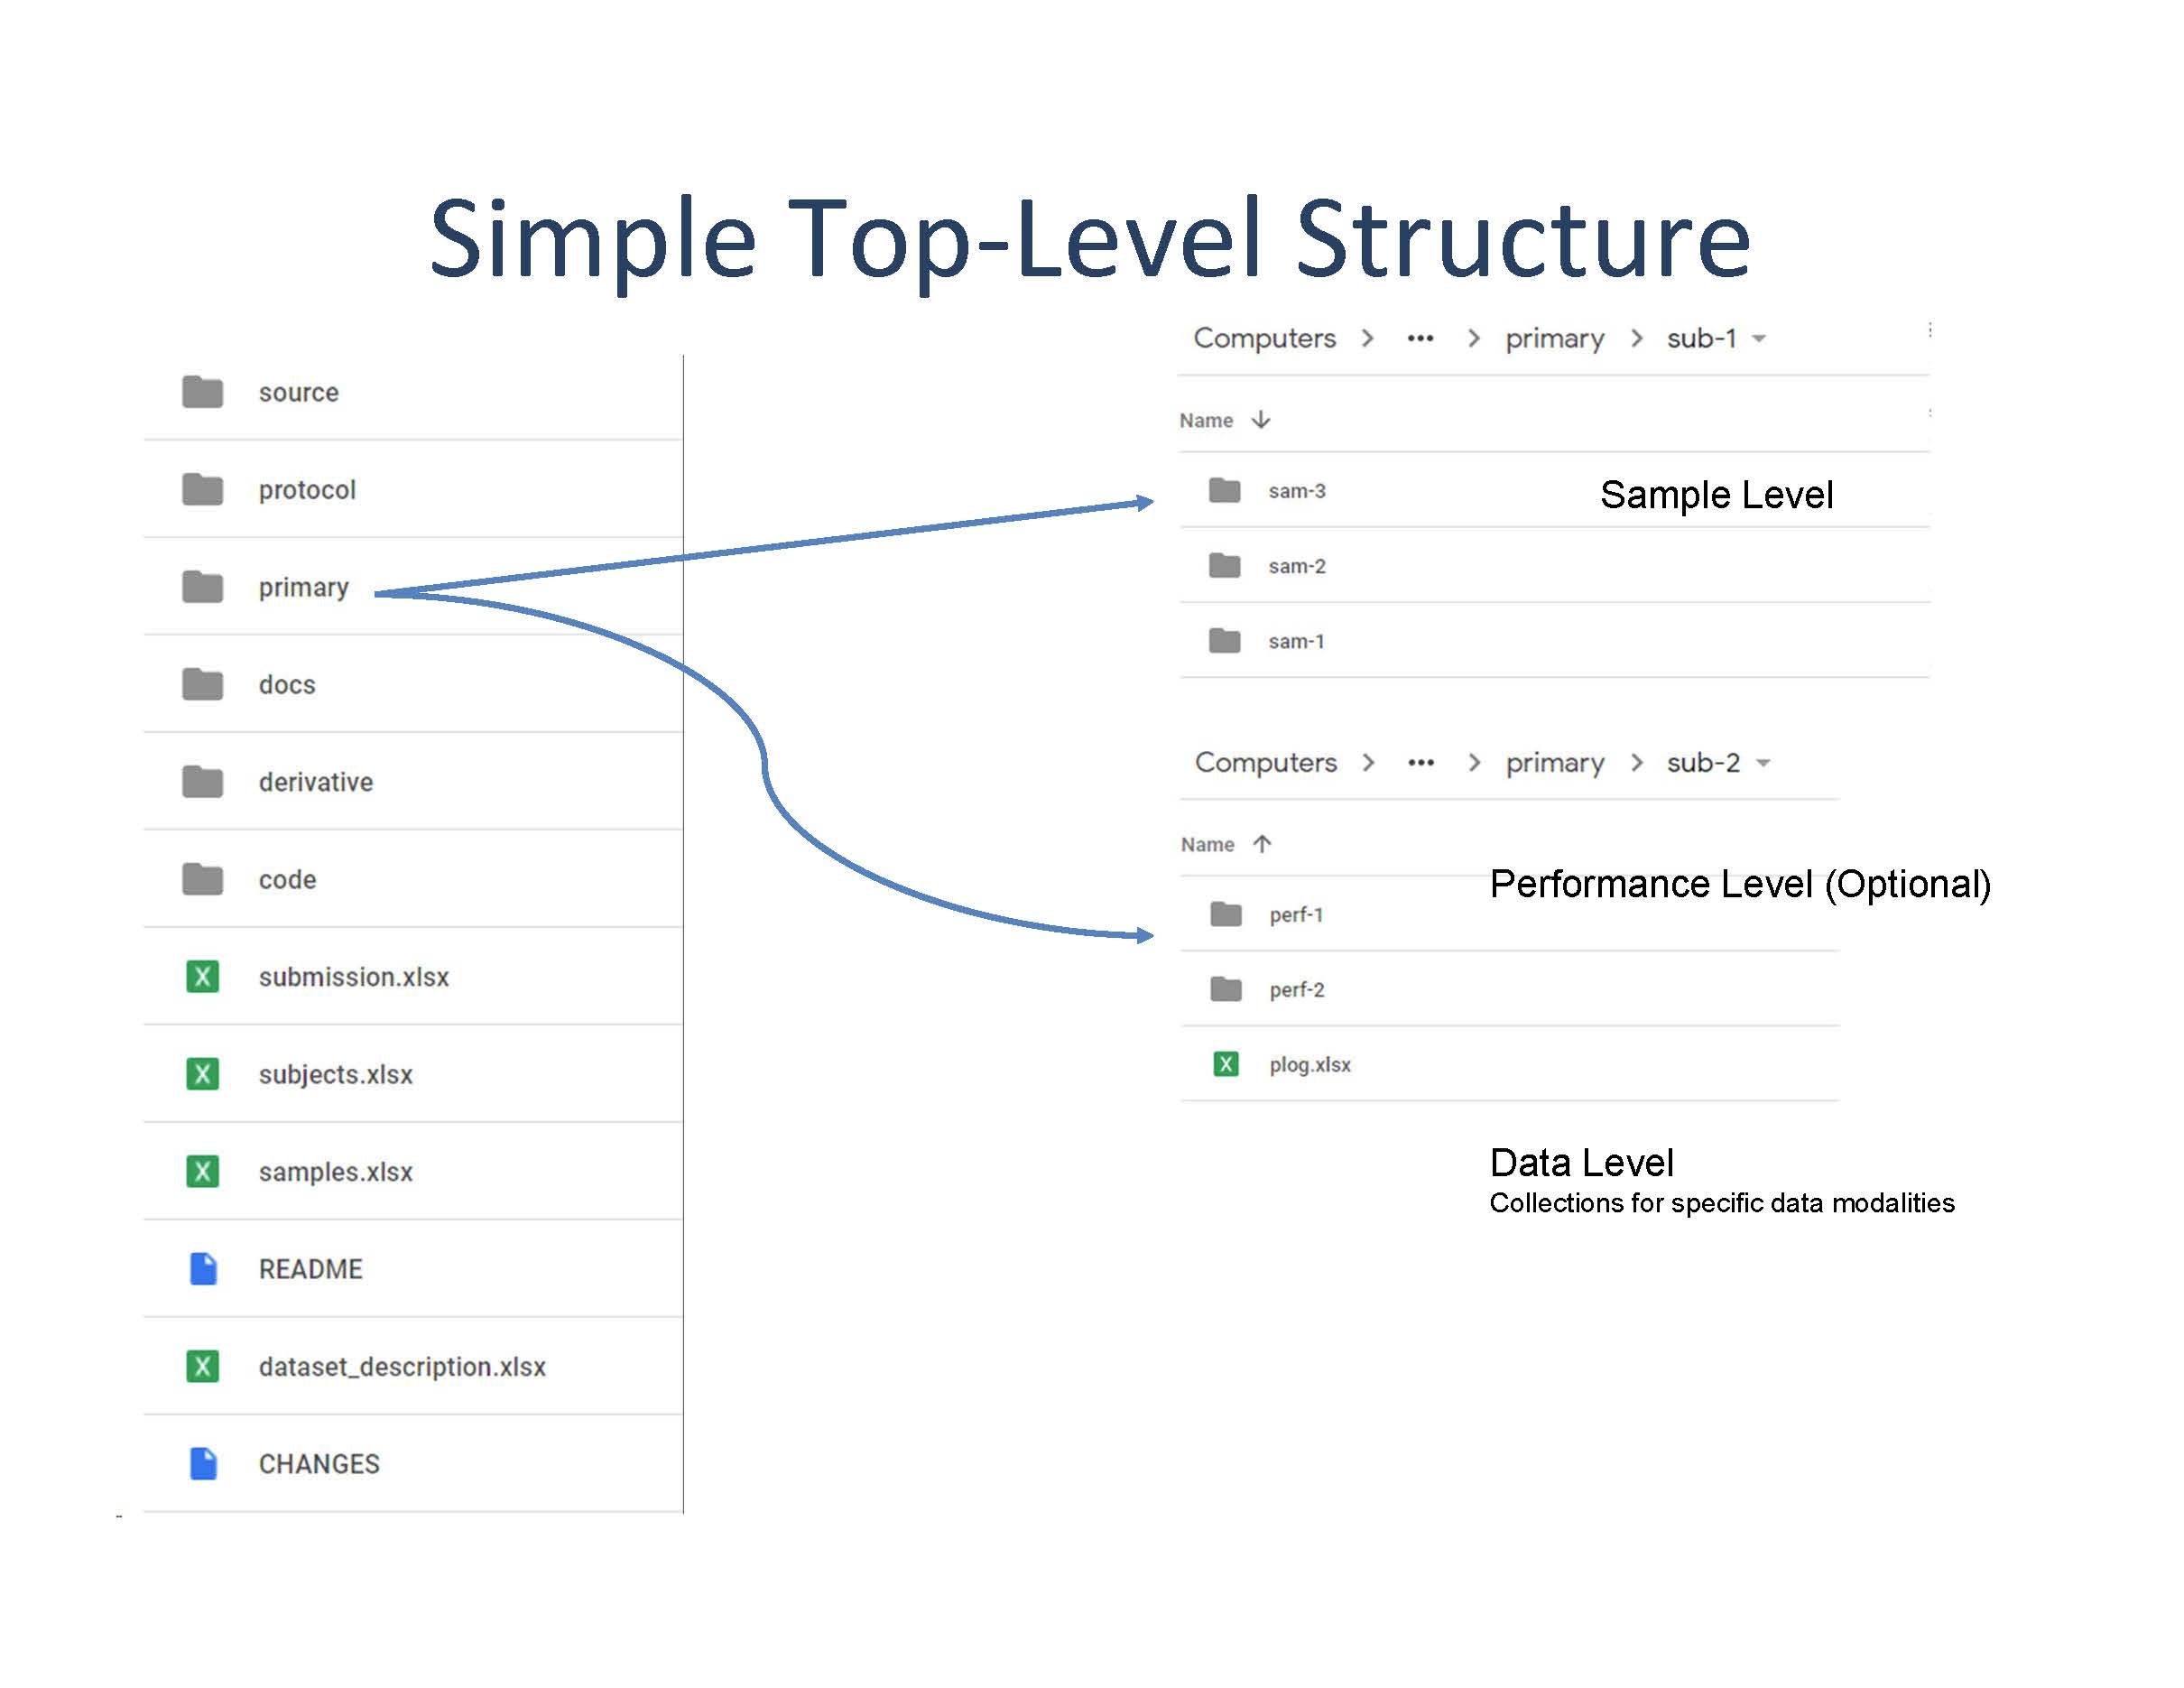 Simple Top-Level Structure
source
protocol
primary
docs
derivative
code
submission.xlsx
subjects.xlsx
samples.xlsx
README
dataset_description.xlsx
CHANGES
Computers > ••• > primary > sub-1
Name
sam-3
Sample Level
sam-2
sam-1
Computers > ••• > primary > sub-2
Name
Performance Level (Optional)
perf-1
perf-2
plog.xlsx
Data Level
Collections for specific data modalities